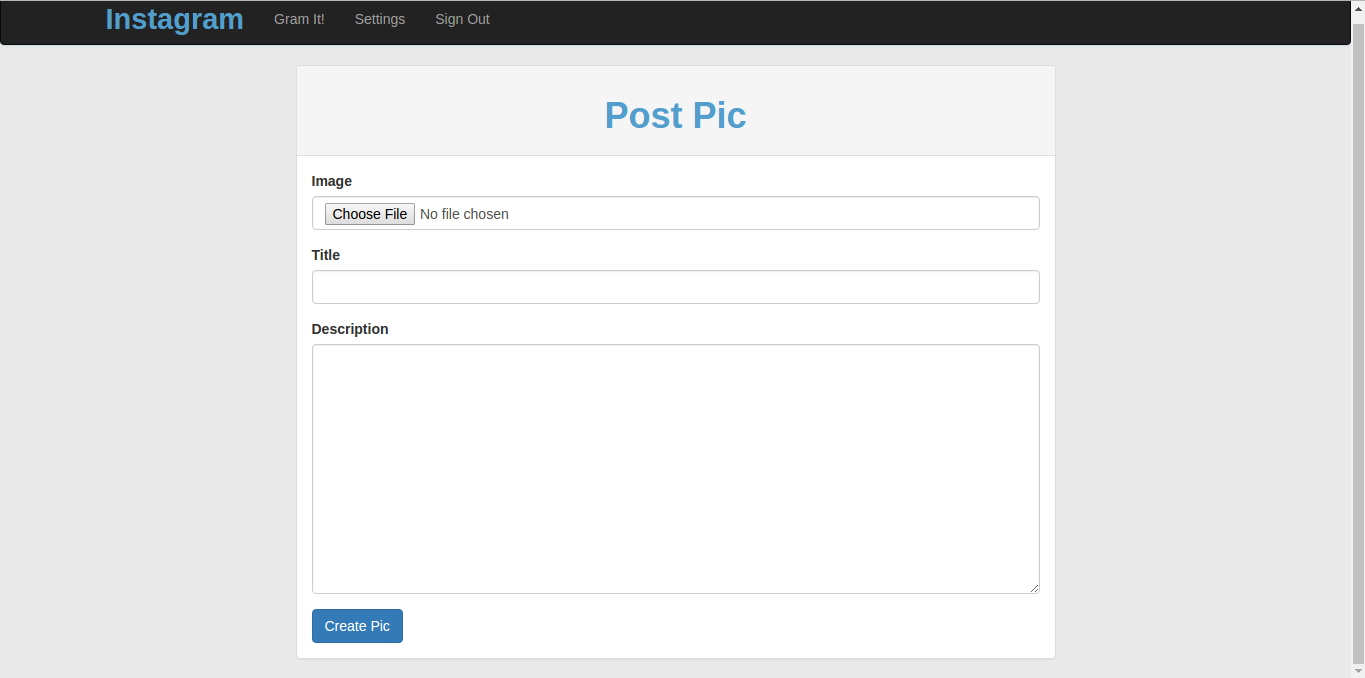 Instagram Gram It! Settings Sign Out
Post Pic
Image
Choose File No file chosen
Title
Description
Create Pic